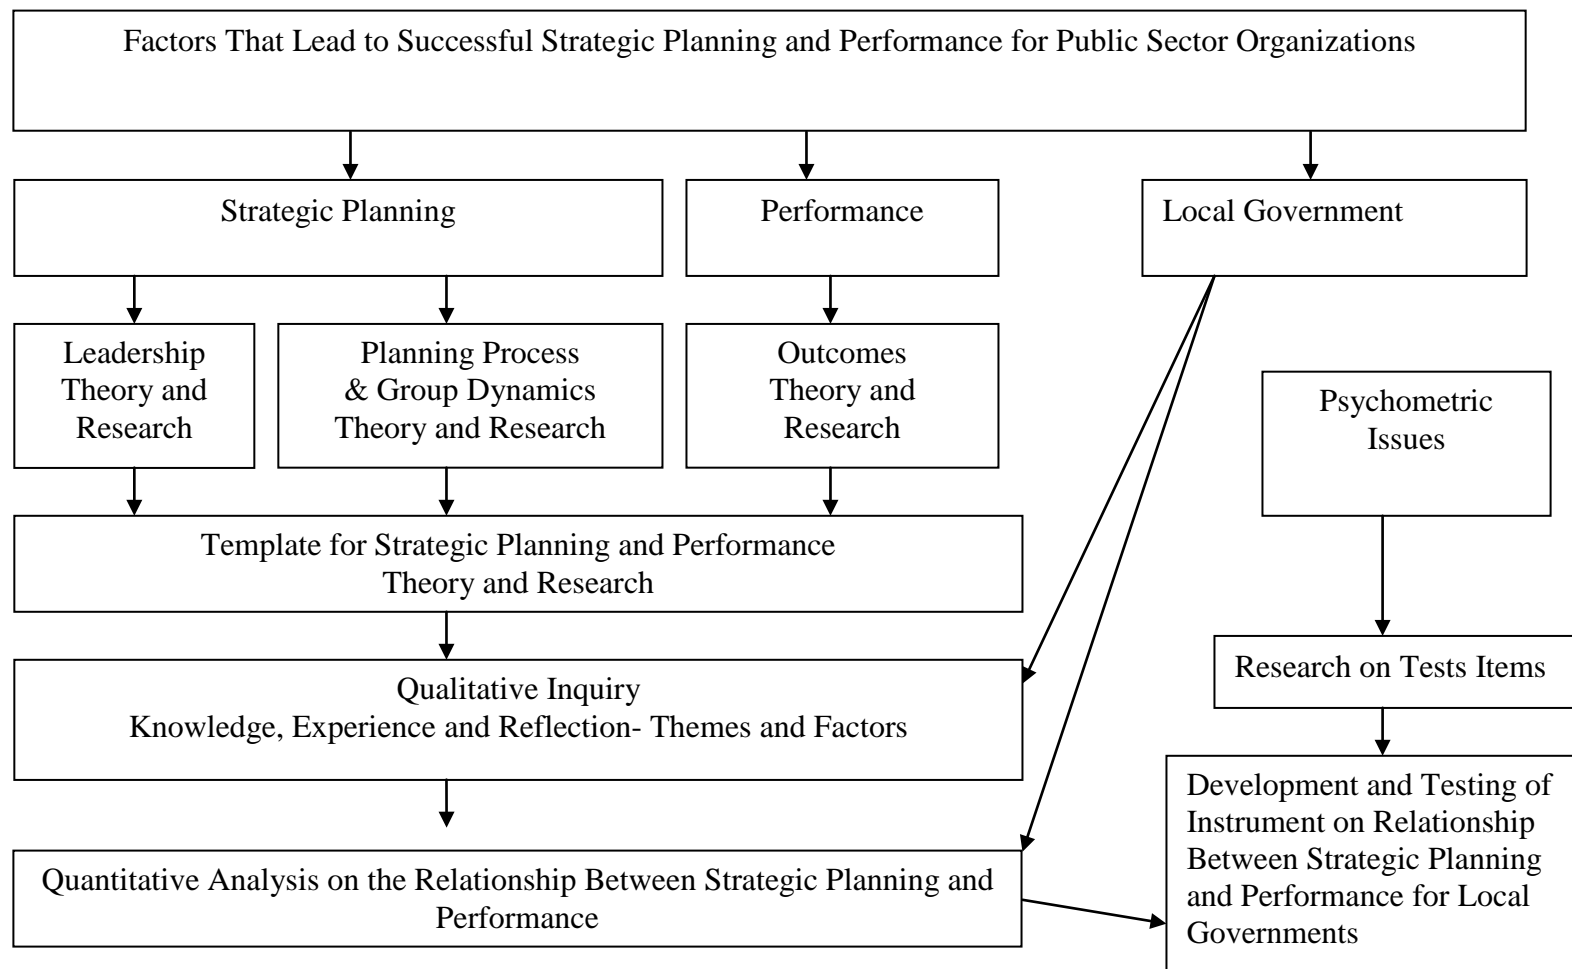 Factors That Lead to Successful Strategic Planning and Performance for Public Sector Organizations
Strategic Planning
Performance
Local Government
Leadership
Theory and
Research
Planning Process
& Group Dynamics
Theory and Research
Outcomes
Theory and
Research
Psychometric
Issues
Template for Strategic Planning and Performance
Theory and Research
Qualitative Inquiry
Knowledge, Experience and Reflection- Themes and Factors
Research on Tests Items
Quantitative Analysis on the Relationship Between Strategic Planning and
Performance
Development and Testing of
Instrument on Relationship
Between Strategic Planning
and Performance for Local
Governments